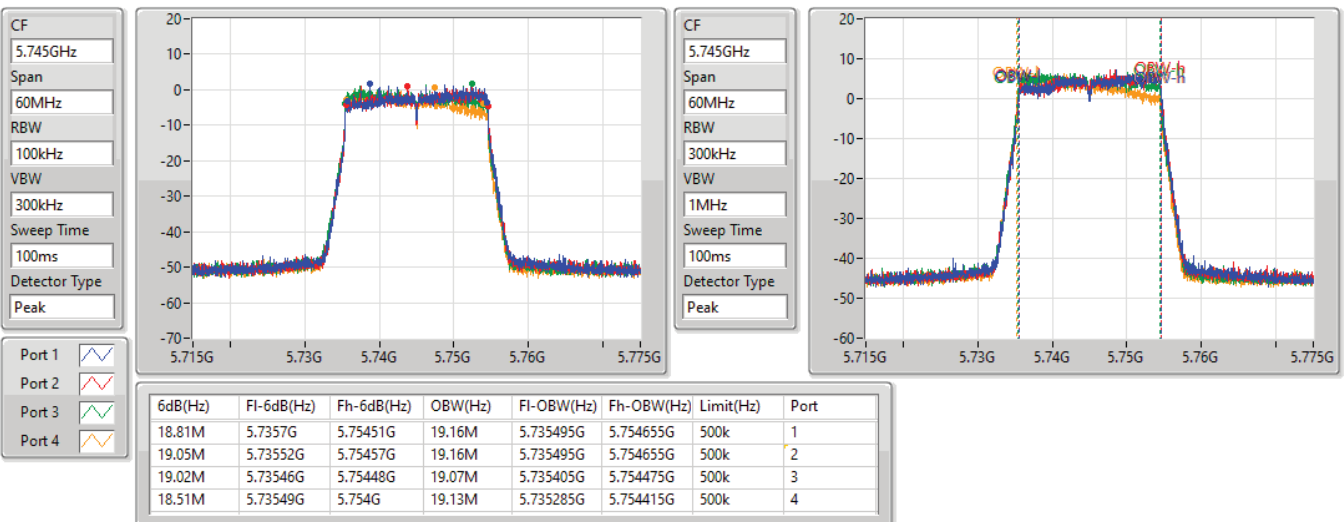 CF
5.745GHz
Span
60MHz
RBW
100kHz
VBW
300kHz
Sweep Time
100ms
Detector Type
Peak
20
10
0
-10
-20
-30
-40
-50
-60
-70
5.715G 5.73G 5.74G 5.75G 5.76G 5.775G
CF
5.745GHz
Span
60MHz
RBW
300kHz
VBW
1MHz
Sweep Time
100ms
Detector Type
Peak
20
10
0
-10
-20
-30
-40
-50
-60
OBW-h
5.715G 5.73G 5.74G 5.75G 5.76G 5.775G
Port 1
Port 2
Port 3
Port 4
6dB(Hz) Fl-6dB(Hz) Fh-6dB(Hz) OBW(Hz) Fl-OBW(Hz) Fh-OBW(Hz) Limit(Hz) Port
18.81M 5.7357G 5.75451G 19.16M 5.735495G 5.754655G 500k 1
19.05M 5.73552G 5.75457G 19.16M 5.735495G 5.754655G 500k 2
19.02M 5.73546G 5.75448G 19.07M 5.735405G 5.754475G 500k 3
18.51M 5.73549G 5.754G 19.13M 5.735285G 5.754415G 500k 4